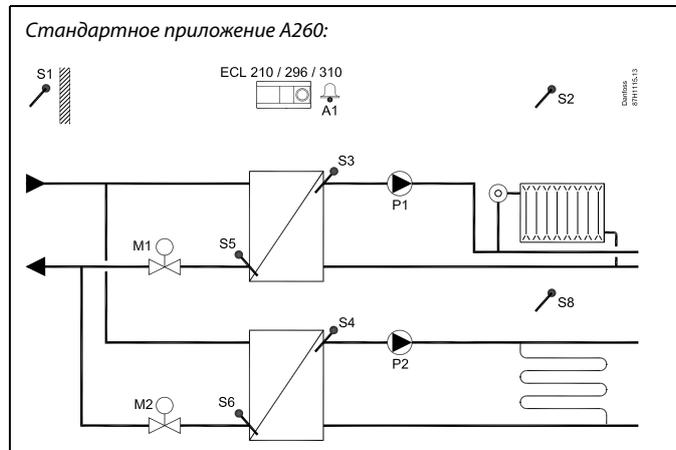 Стандартное приложение A260:
S1
ECL 210 / 296 / 310
A1
S2
Danfoss
87H1115.13
S3
P1
M1
S5
S8
S4
P2
M2
S6